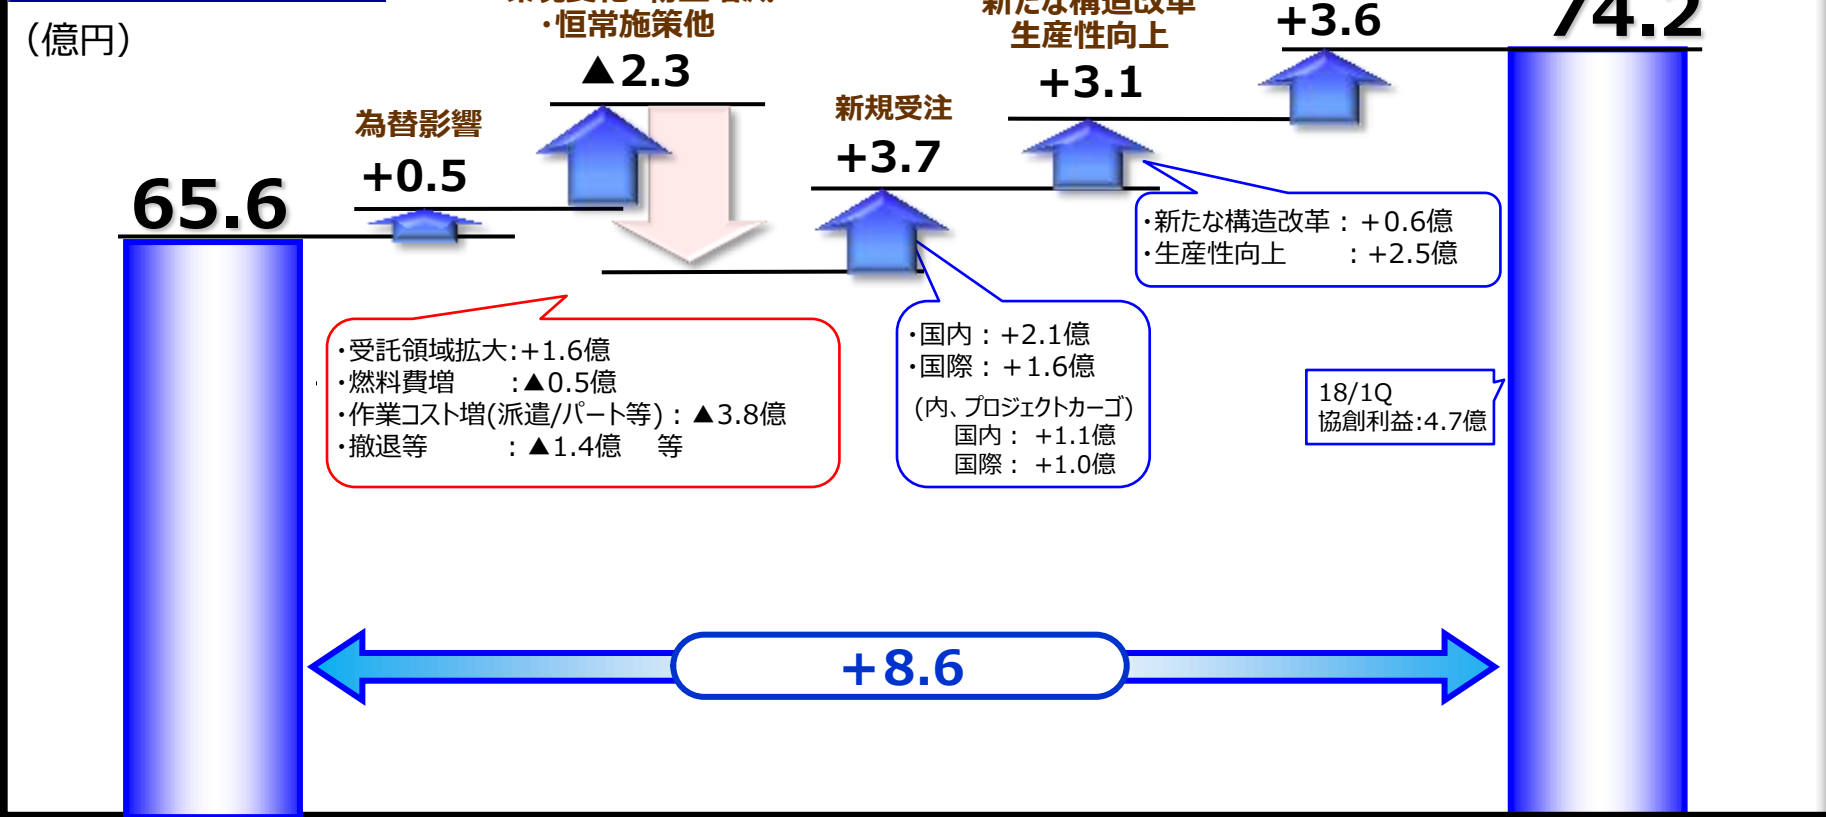 （億円）
・恒常施策他
▲2.3
為替影響
+0.5
65.6
新規受注
+3.7
新たな構造改革
生産性向上
+3.1
+3.6
74.2
・新たな構造改革：＋0.6億
・生産性向上　　：+2.5億
・受託領域拡大:+1.6億
・燃料費増　　:▲0.5億
・作業コスト増(派遣/パート等)：▲3.8億
・撤退等　　　：▲1.4億　等
・国内：+2.1億
・国際：＋1.6億
(内、プロジェクトカーゴ)
国内： +1.1億
国際： +1.0億
18/1Q
協創利益:4.7億
+8.6